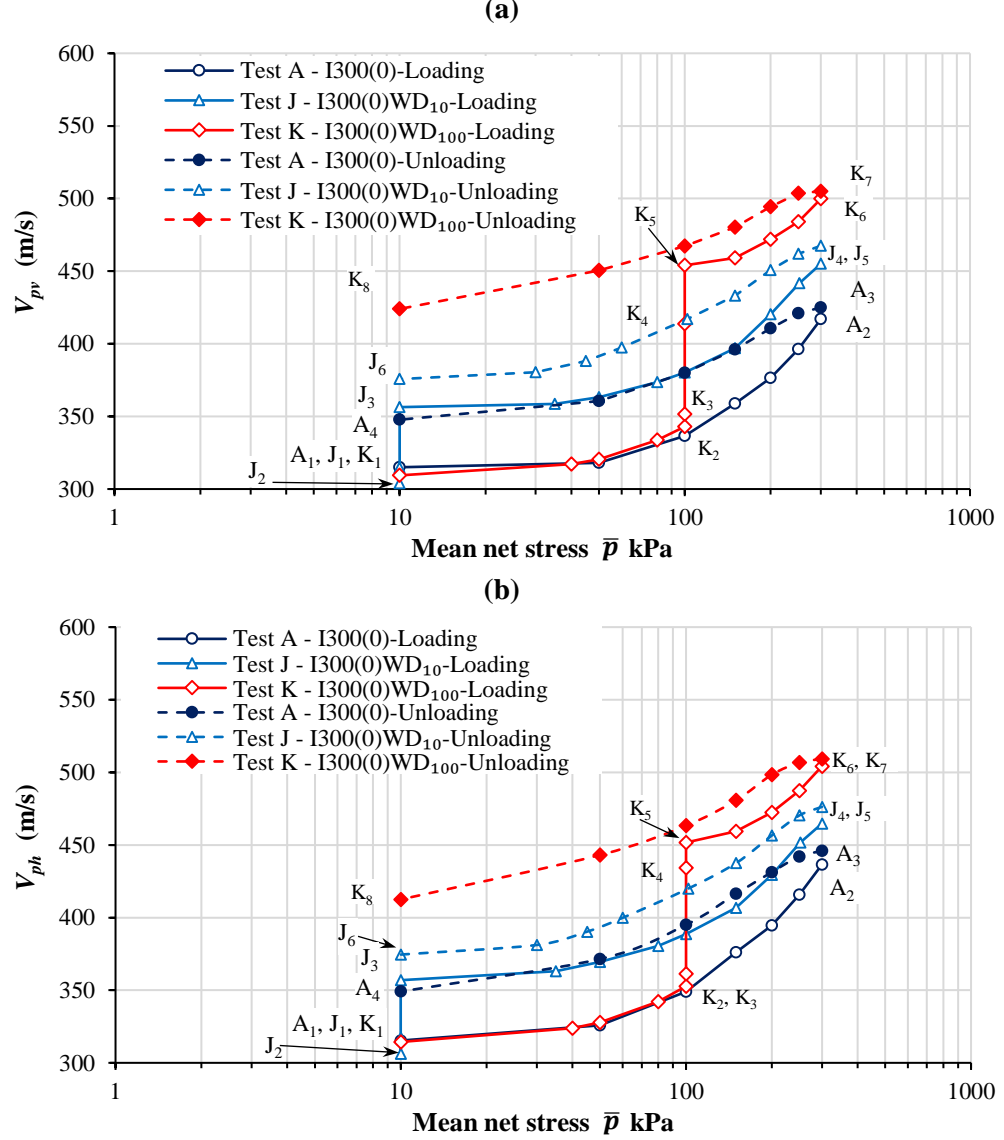 (a)
600
550
500
450
400
350
300
V_pv (m/s)
Test A - I300(0)-Loading
Test J - I300(0)WD₁₀-Loading
Test K - I300(0)WD₁₀₀-Loading
Test A - I300(0)-Unloading
Test J - I300(0)WD₁₀-Unloading
Test K - I300(0)WD₁₀₀-Unloading
K₇
K₅
K₆
J₄, J₅
K₈
A₃
K₄
A₂
J₆
J₃
K₃
A₄
K₂
A₁, J₁, K₁
J₂
1
10
100
1000
Mean net stress p̅ kPa
(b)
600
550
500
450
400
350
300
V_ph (m/s)
Test A - I300(0)-Loading
Test J - I300(0)WD₁₀-Loading
Test K - I300(0)WD₁₀₀-Loading
Test A - I300(0)-Unloading
Test J - I300(0)WD₁₀-Unloading
Test K - I300(0)WD₁₀₀-Unloading
K₆, K₇
K₅
J₄, J₅
K₄
A₃
K₈
A₂
J₆
J₃
A₄
K₂, K₃
A₁, J₁, K₁
J₂
1
10
100
1000
Mean net stress p̅ kPa